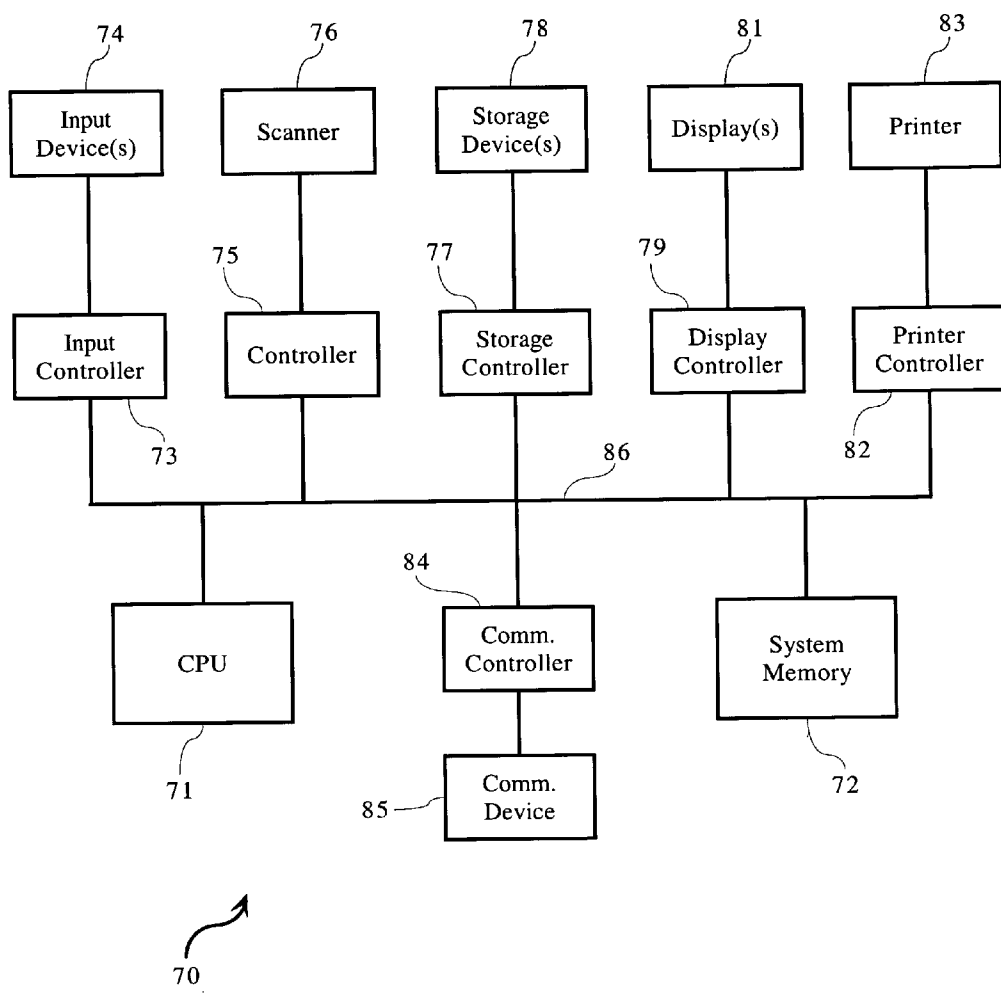 74
76
78
81
83
Input
Device(s)
Scanner
Storage
Device(s)
Display(s)
Printer
75
77
79
Input
Controller
Controller
Storage
Controller
Display
Controller
Printer
Controller
73
82
86
84
CPU
Comm.
Controller
System
Memory
71
72
85
Comm.
Device
70